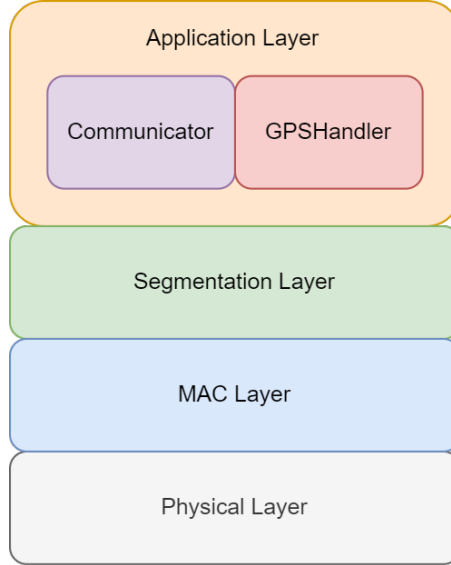 Application Layer
Communicator
GPSHandler
Segmentation Layer
MAC Layer
Physical Layer